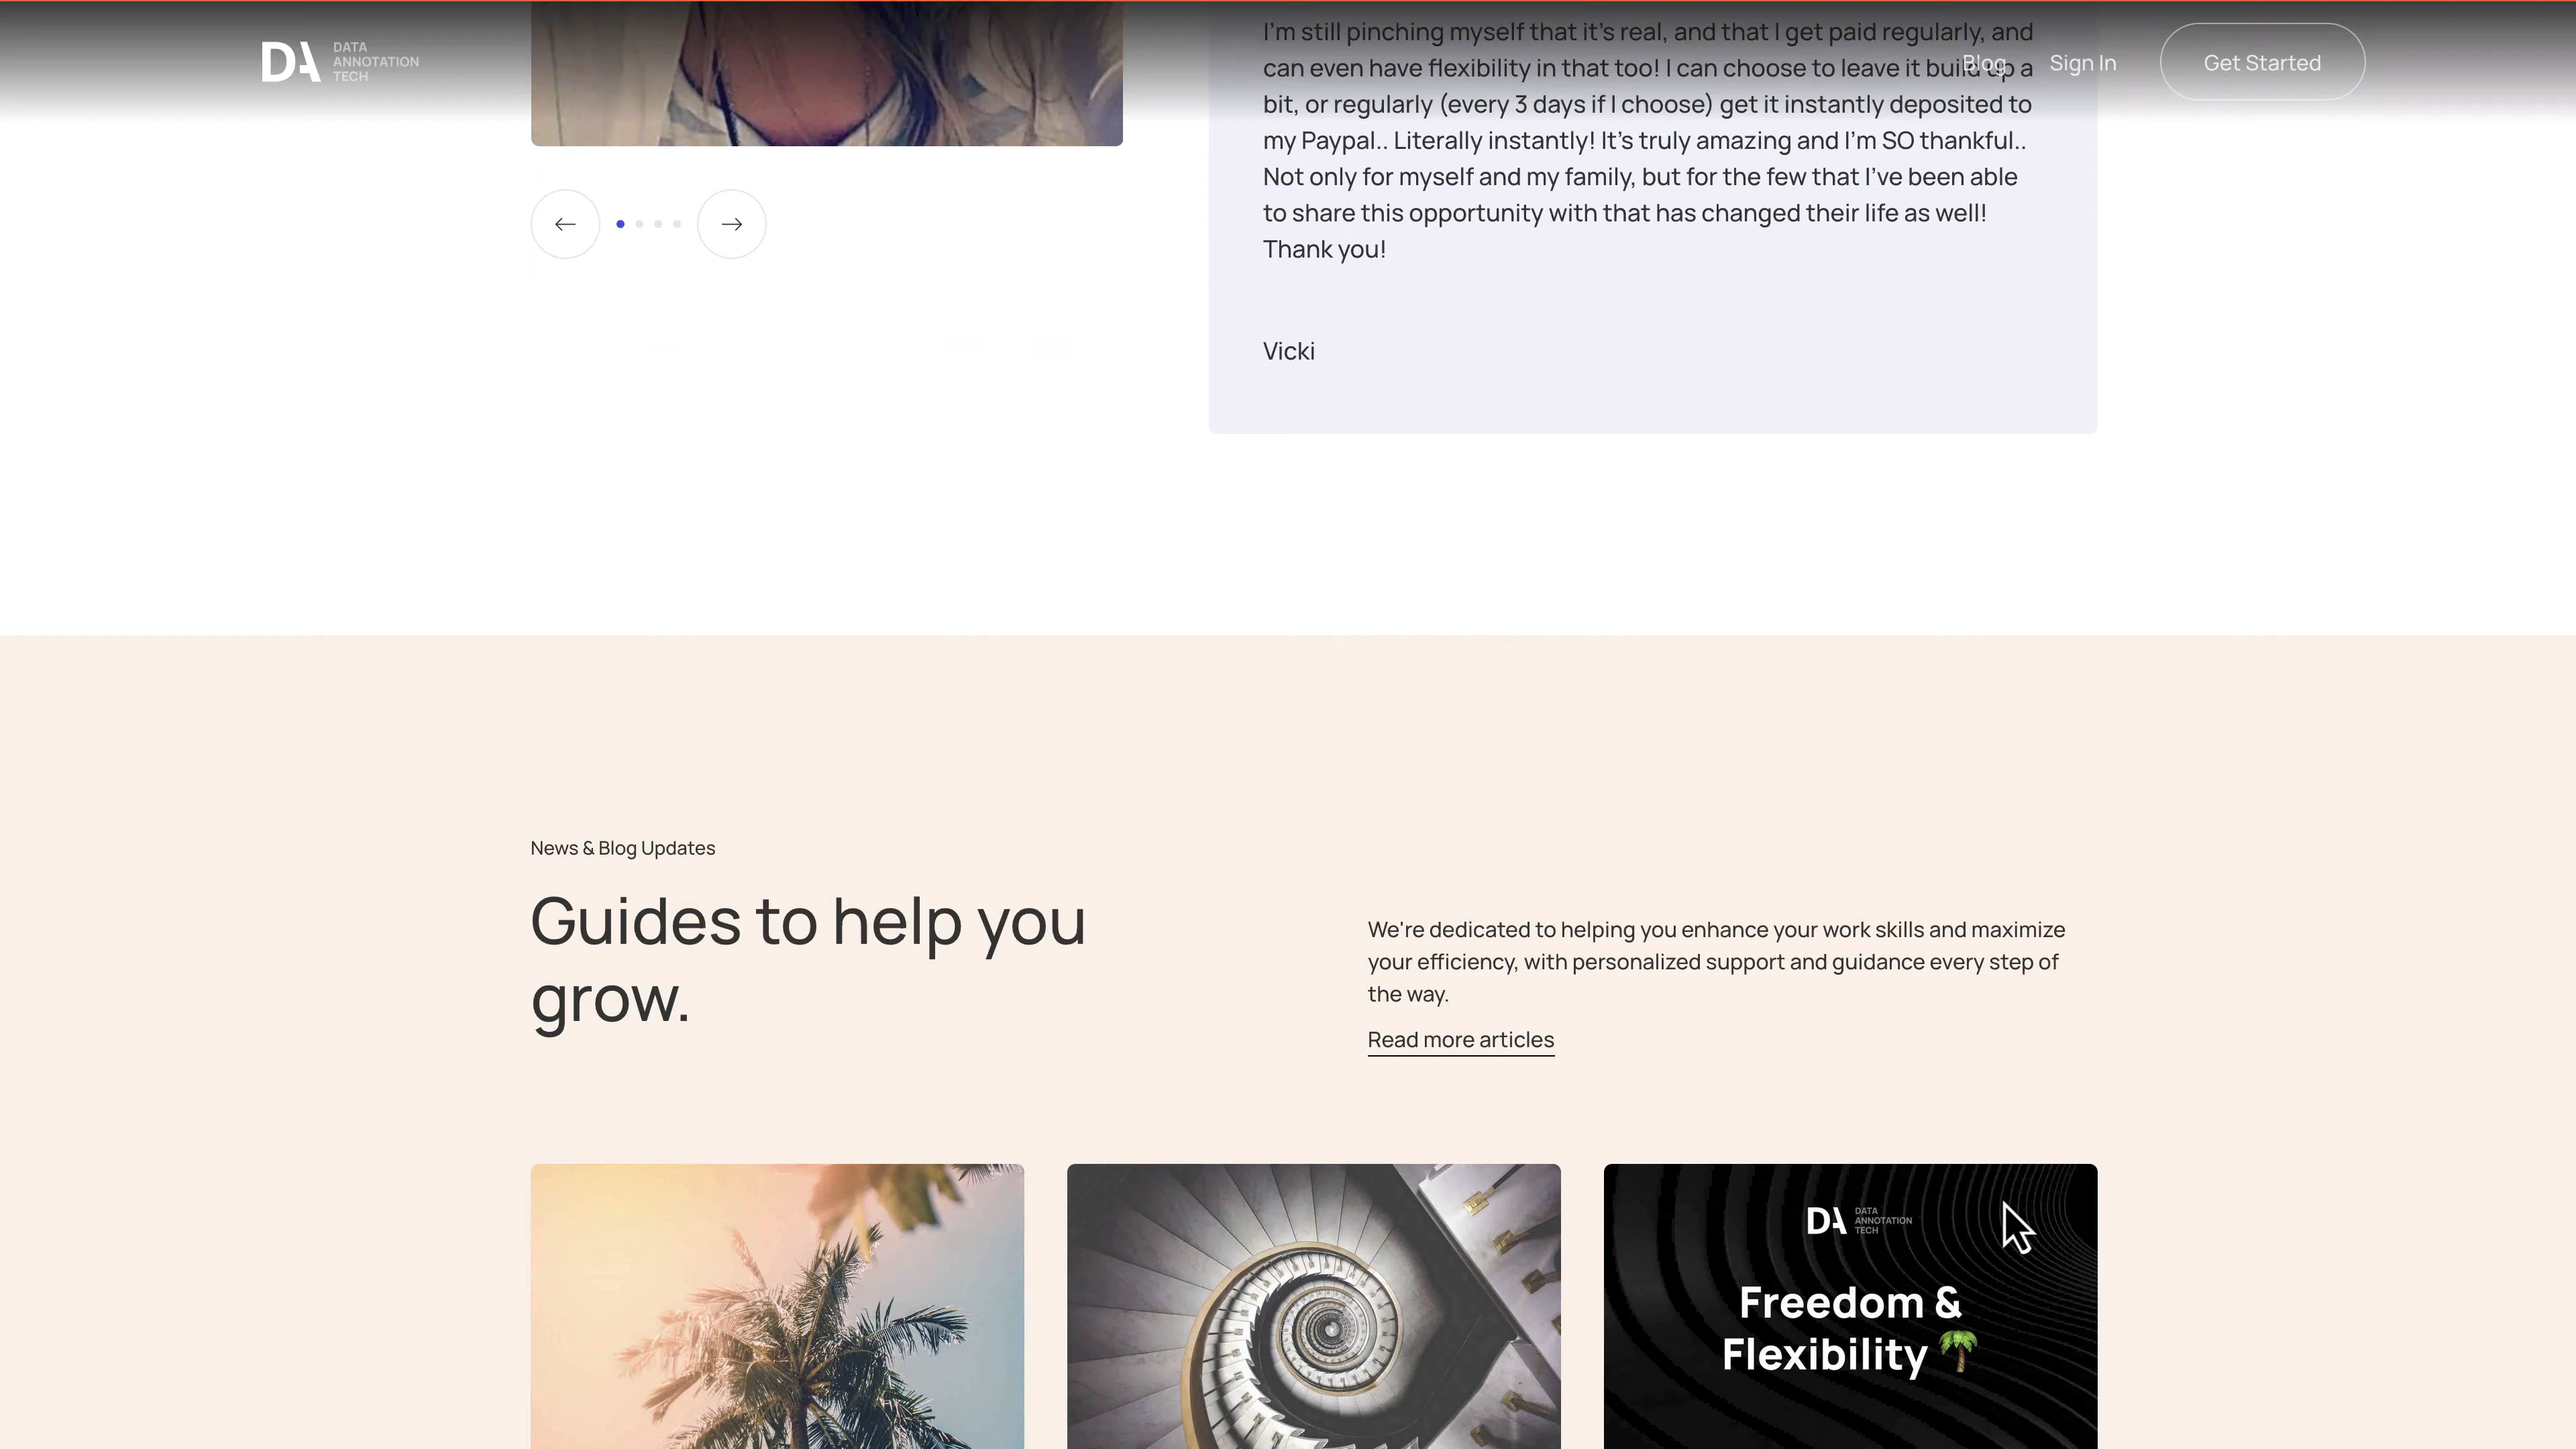 DA DATA
ANNOTATION
TECH
Blog
Sign In
Get Started
I'm still pinching myself that it's real, and that I get paid regularly, and
can even have flexibility in that too! I can choose to leave it build up a
bit, or regularly (every 3 days if I choose) get it instantly deposited to
my Paypal.. Literally instantly! It's truly amazing and I'm SO thankful..
Not only for myself and my family, but for the few that I've been able
to share this opportunity with that has changed their life as well!
Thank you!
Vicki
News & Blog Updates
Guides to help you
grow.
We're dedicated to helping you enhance your work skills and maximize
your efficiency, with personalized support and guidance every step of
the way.
Read more articles
DA DATA
ANNOTATION
TECH
Freedom &
Flexibility 🌴